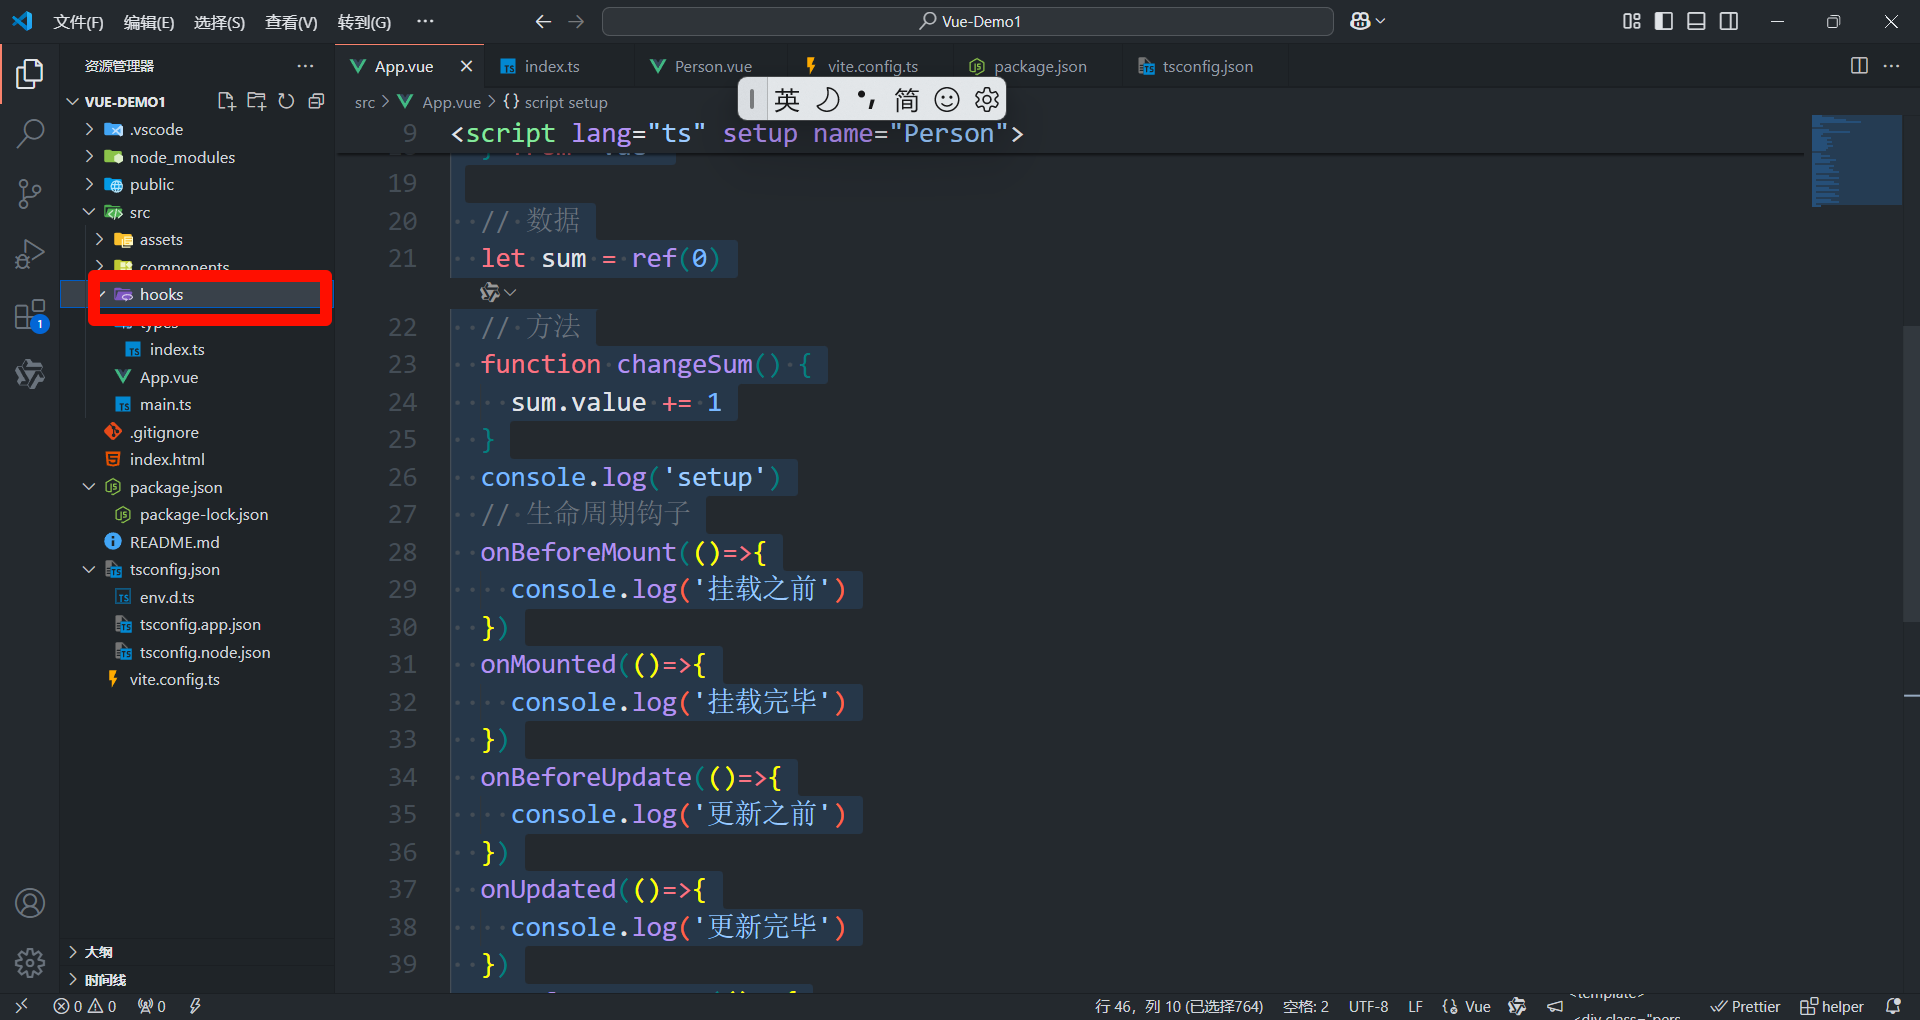 文件(F) 编辑(E) 选择(S) 查看(V) 转到(G) ··· Vue-Demo1
资源管理器 ···
VUE-DEMO1
.vscode
node_modules
public
src
assets
components
hooks
types
index.ts
App.vue
main.ts
.gitignore
index.html
package.json
package-lock.json
README.md
tsconfig.json
env.d.ts
tsconfig.app.json
tsconfig.node.json
vite.config.ts
大纲
时间线
1
App.vue index.ts Person.vue vite.config.ts package.json tsconfig.json
src > App.vue > {} script setup
英 简
9 <script lang="ts" setup name="Person">
19
20 // 数据
21 let sum = ref(0)
22 // 方法
23 function changeSum() {
24 sum.value += 1
25 }
26 console.log('setup')
27 // 生命周期钩子
28 onBeforeMount(()=>{
29 console.log('挂载之前')
30 })
31 onMounted(()=>{
32 console.log('挂载完毕')
33 })
34 onBeforeUpdate(()=>{
35 console.log('更新之前')
36 })
37 onUpdated(()=>{
38 console.log('更新完毕')
39 })
0 0 0 行 46，列 10 (已选择764) 空格: 2 UTF-8 LF {} Vue <template> Prettier helper
<div class="pers